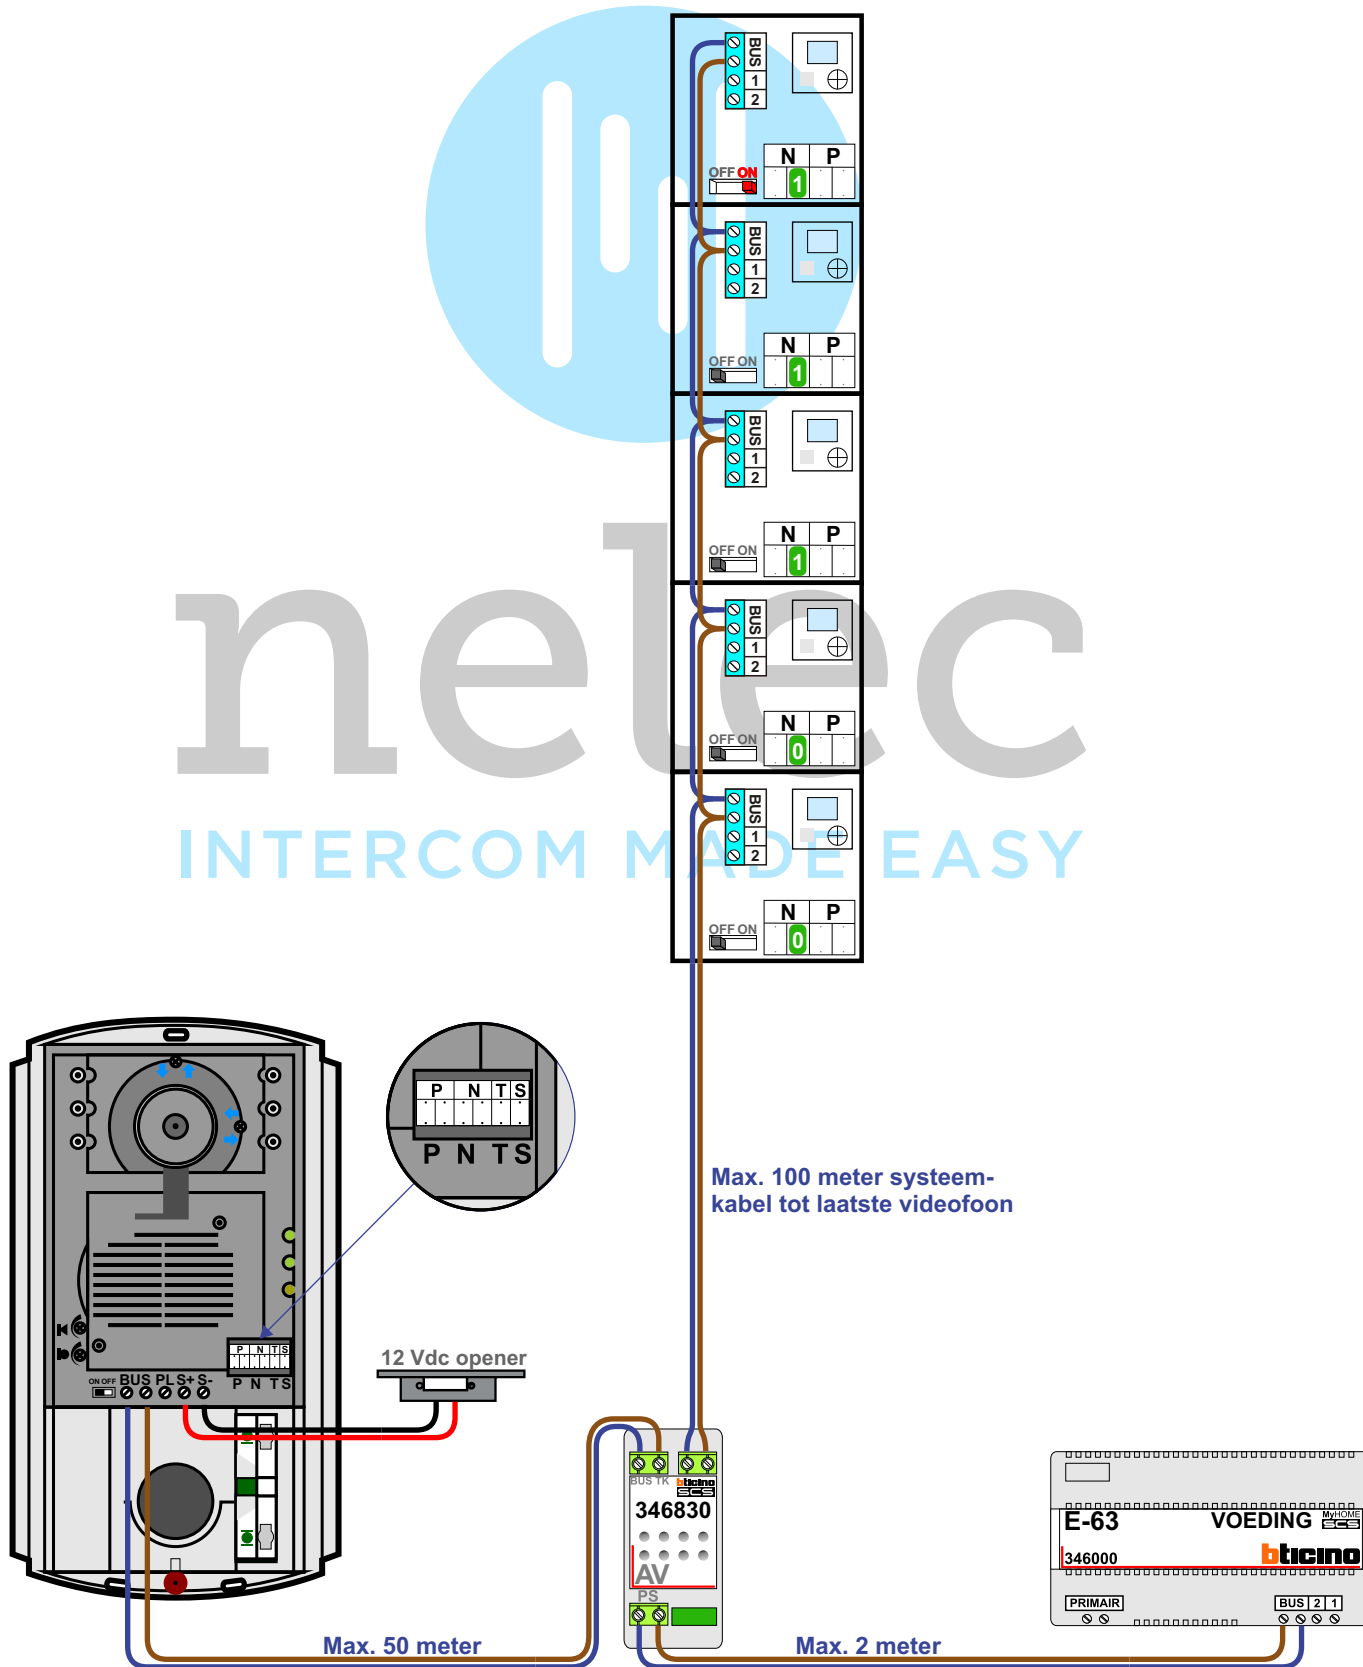 BUS
1
2
N P
OFF ON
1
BUS
1
2
N P
OFF ON
1
BUS
1
2
N P
OFF ON
1
BUS
1
2
N P
OFF ON
0
BUS
1
2
N P
OFF ON
0
nelec
INTERCOM MADE EASY
P N T S
P N T S
Max. 100 meter systeem-
kabel tot laatste videofoon
P N T S
P N T S
ON OFF BUS PL S+ S-
12 Vdc opener
BUS TK
bticino
SCS
346830
AV
PS
E-63 VOEDING MyHOME
SCS
346000 bticino
PRIMAIR BUS 2 1
Max. 50 meter
Max. 2 meter